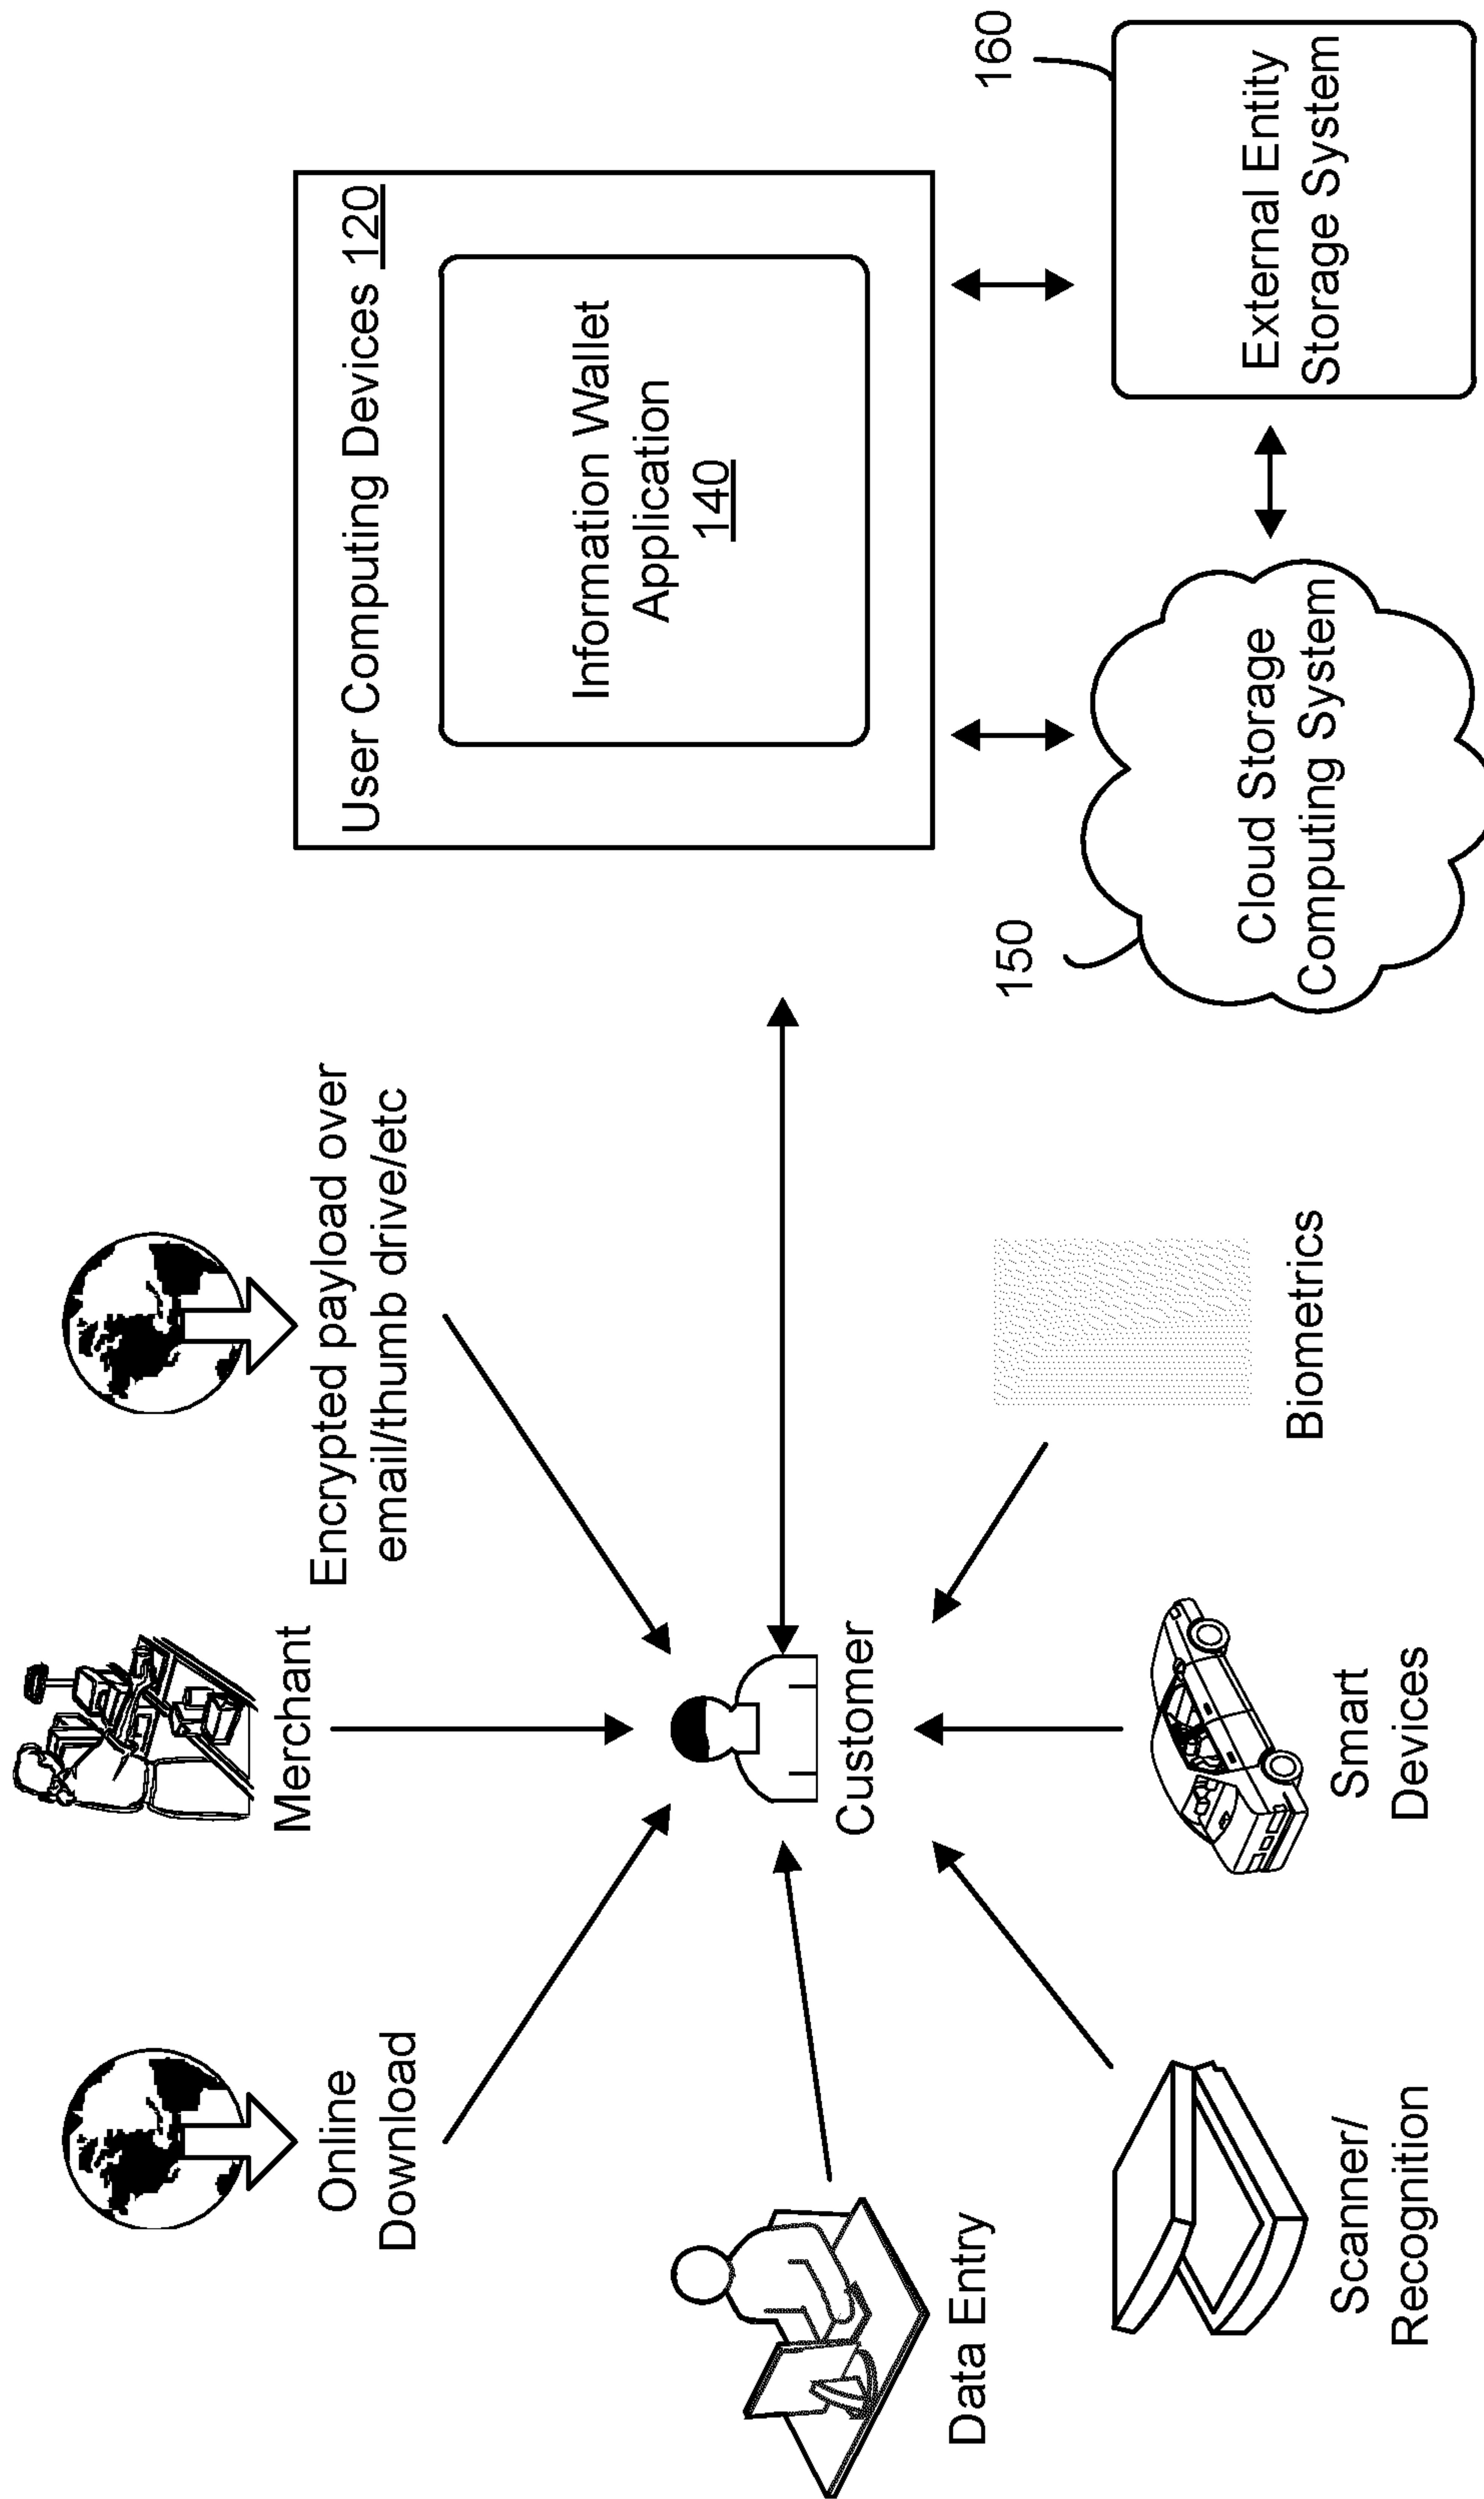 Online
Download
Merchant
Encrypted payload over
email/thumb drive/etc
User Computing Devices 120
Information Wallet
Application
140
Customer
Data Entry
Scanner/
Recognition
Smart
Devices
Biometrics
150
Cloud Storage
Computing System
160
External Entity
Storage System